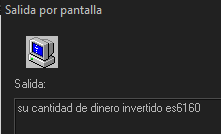 Salida por pantalla
Salida:
su cantidad de dinero invertido es6160